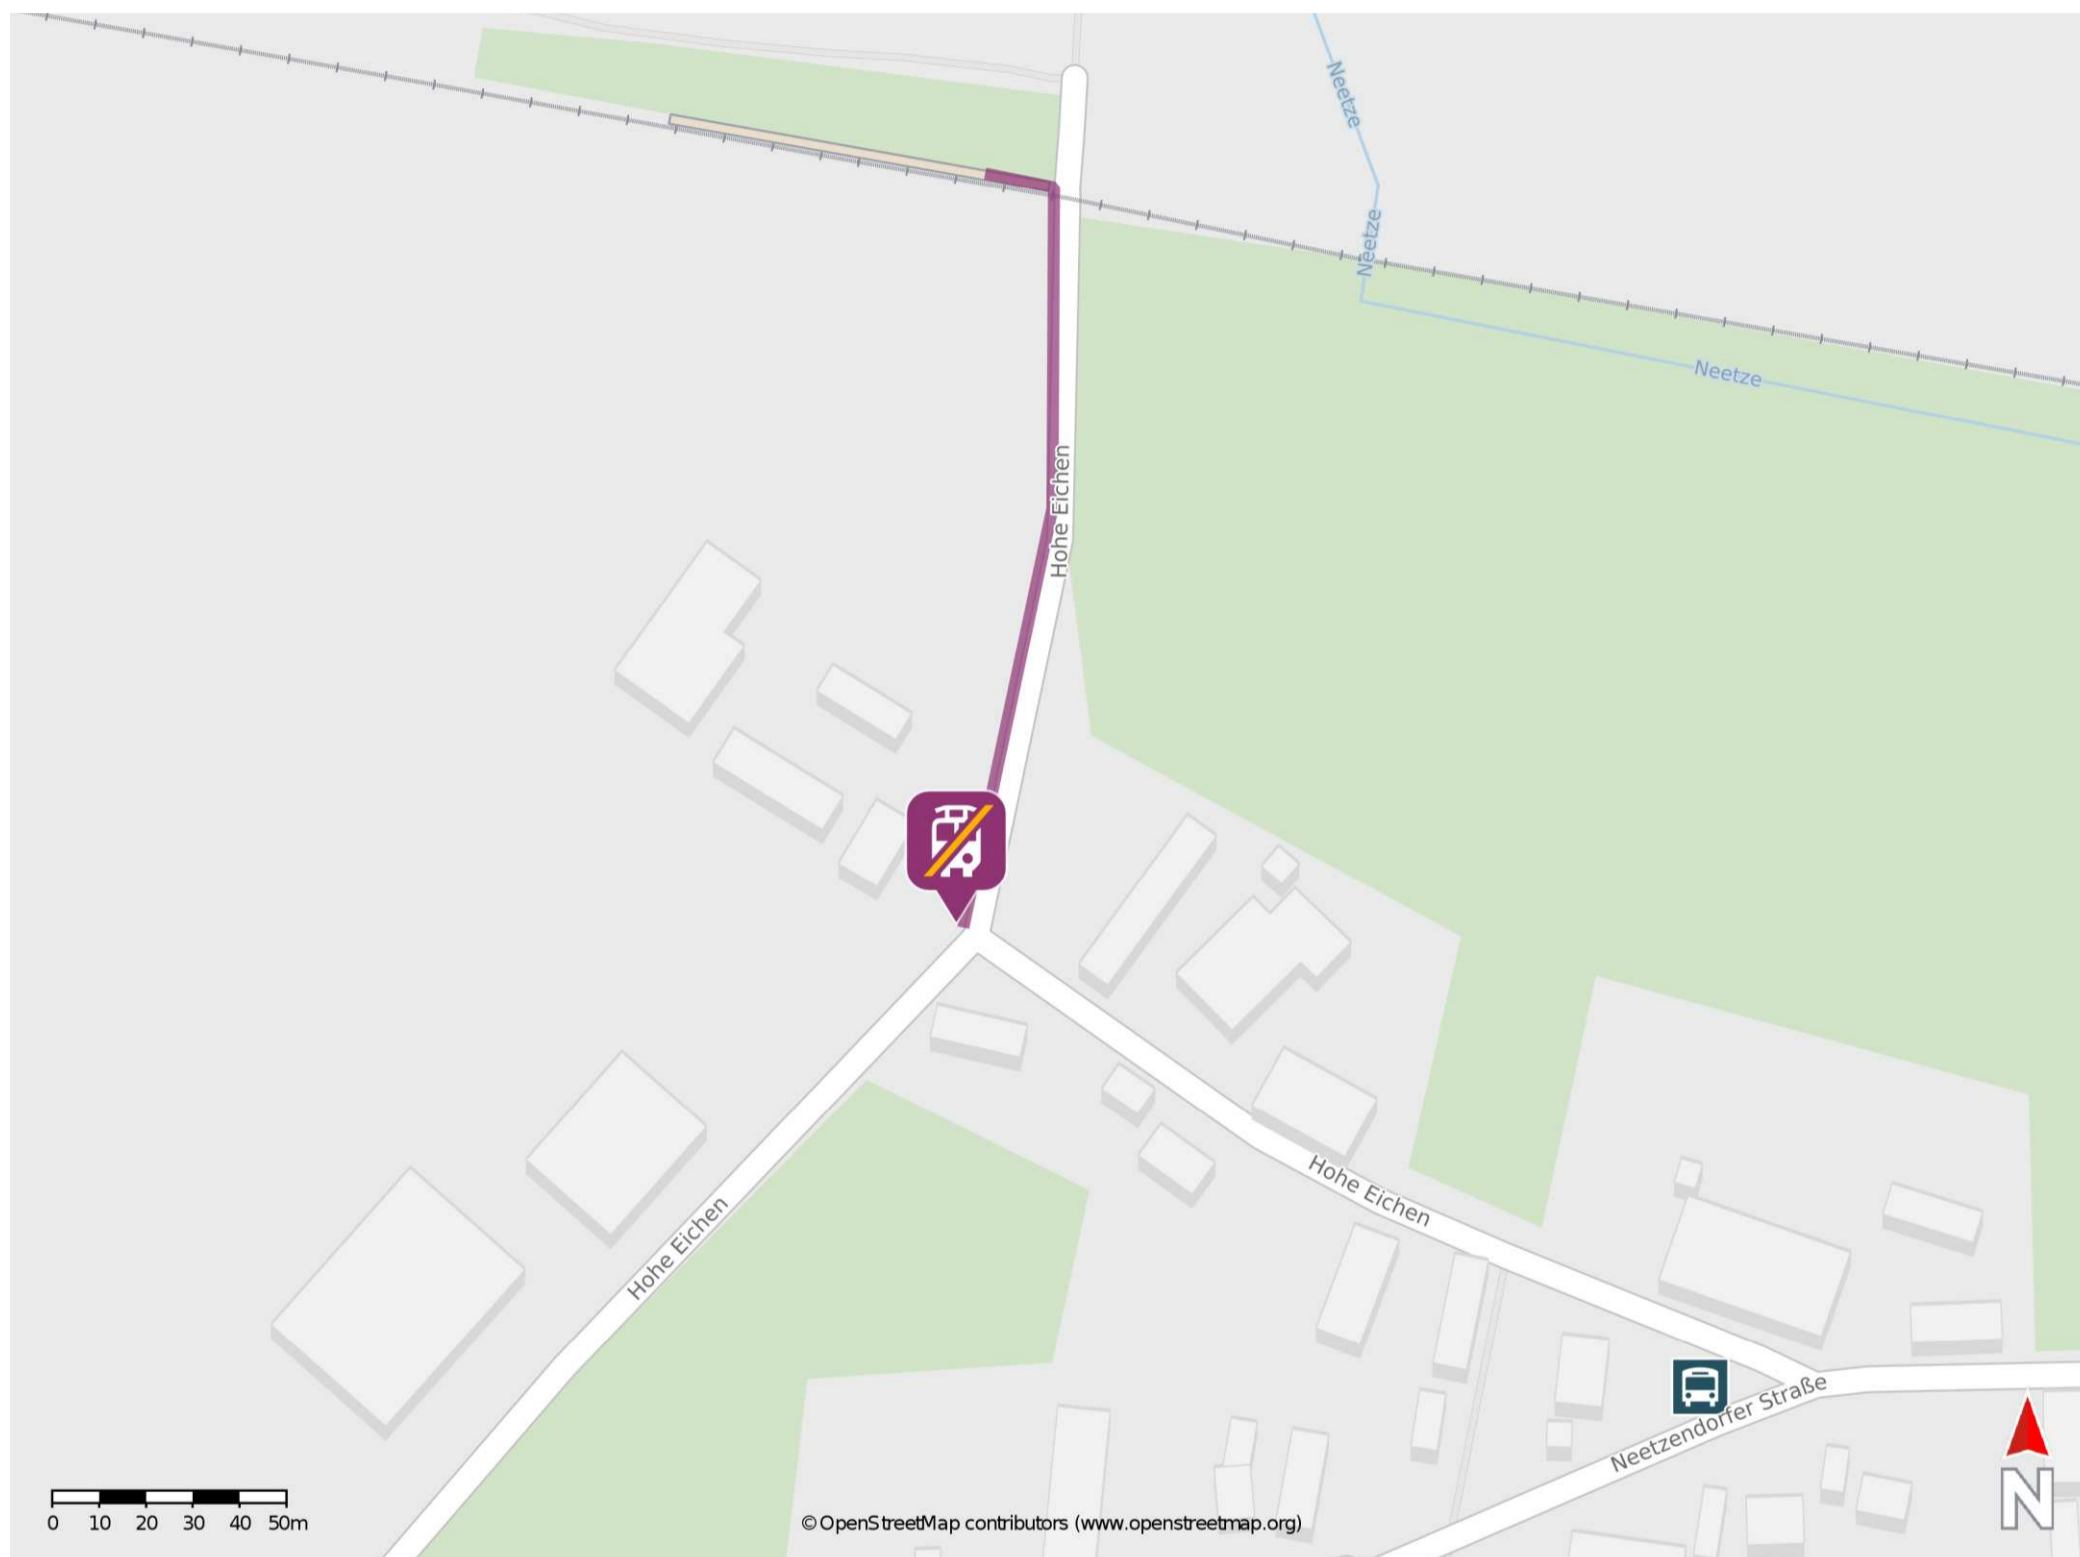 Neetze
Neetze
Neetze
Hohe Eichen
Hohe Eichen
Hohe Eichen
Neetzendorfer Straße
0 10 20 30 40 50m
© OpenStreetMap contributors (www.openstreetmap.org)
N